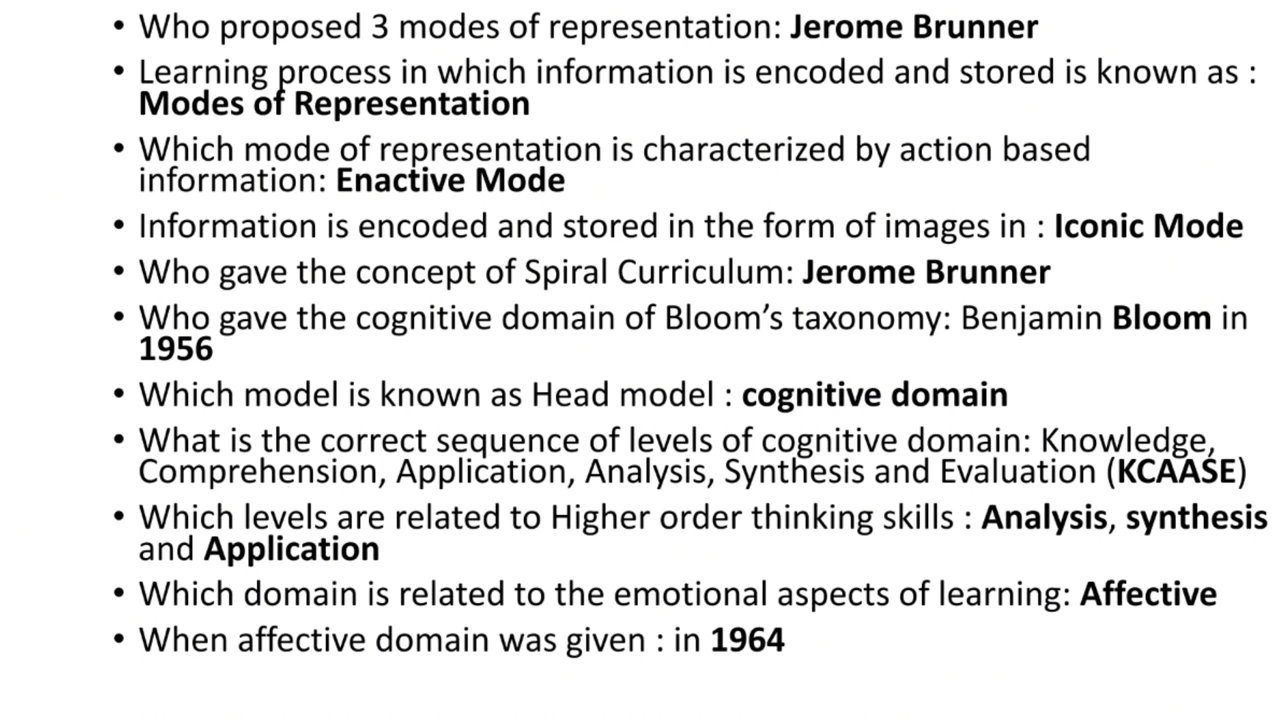 • Who proposed 3 modes of representation: Jerome Brunner
• Learning process in which information is encoded and stored is known as :
Modes of Representation
• Which mode of representation is characterized by action based
information: Enactive Mode
• Information is encoded and stored in the form of images in : Iconic Mode
• Who gave the concept of Spiral Curriculum: Jerome Brunner
• Who gave the cognitive domain of Bloom’s taxonomy: Benjamin Bloom in
1956
• Which model is known as Head model : cognitive domain
• What is the correct sequence of levels of cognitive domain: Knowledge,
Comprehension, Application, Analysis, Synthesis and Evaluation (KCAASE)
• Which levels are related to Higher order thinking skills : Analysis, synthesis
and Application
• Which domain is related to the emotional aspects of learning: Affective
• When affective domain was given : in 1964